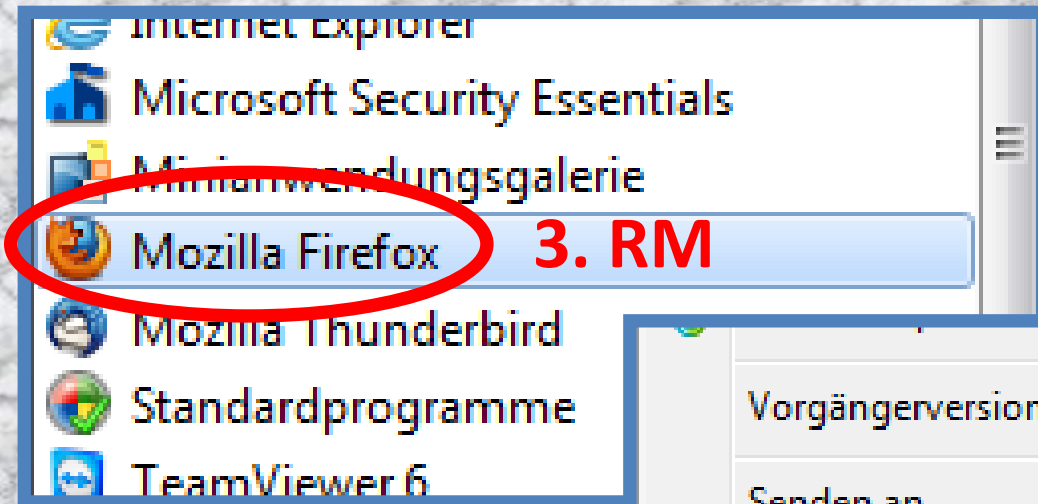 Internet Explorer
Microsoft Security Essentials
Minianwendungsgalerie
Mozilla Firefox
3. RM
Mozilla Thunderbird
Standardprogramme
TeamViewer 6
Vorgängerversion
Senden an